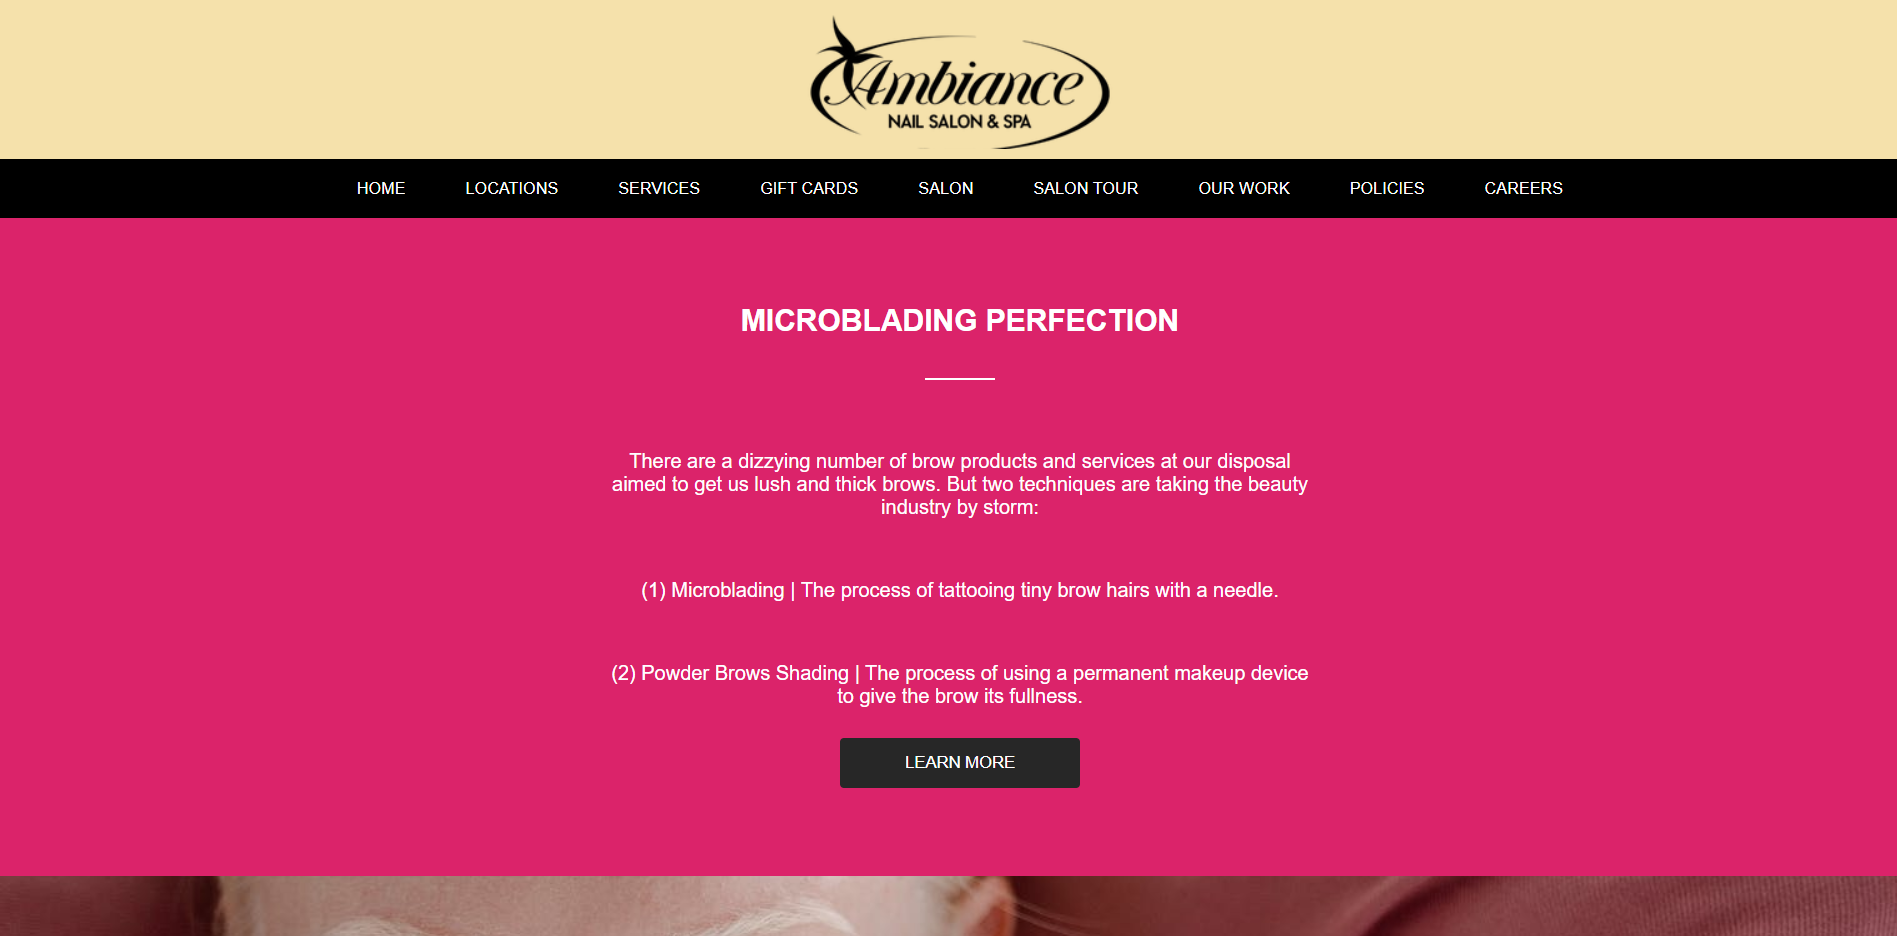 Ambiance
NAIL SALON & SPA
HOME LOCATIONS SERVICES GIFT CARDS SALON SALON TOUR OUR WORK POLICIES CAREERS
MICROBLADING PERFECTION
There are a dizzying number of brow products and services at our disposal
aimed to get us lush and thick brows. But two techniques are taking the beauty
industry by storm:
(1) Microblading | The process of tattooing tiny brow hairs with a needle.
(2) Powder Brows Shading | The process of using a permanent makeup device
to give the brow its fullness.
LEARN MORE